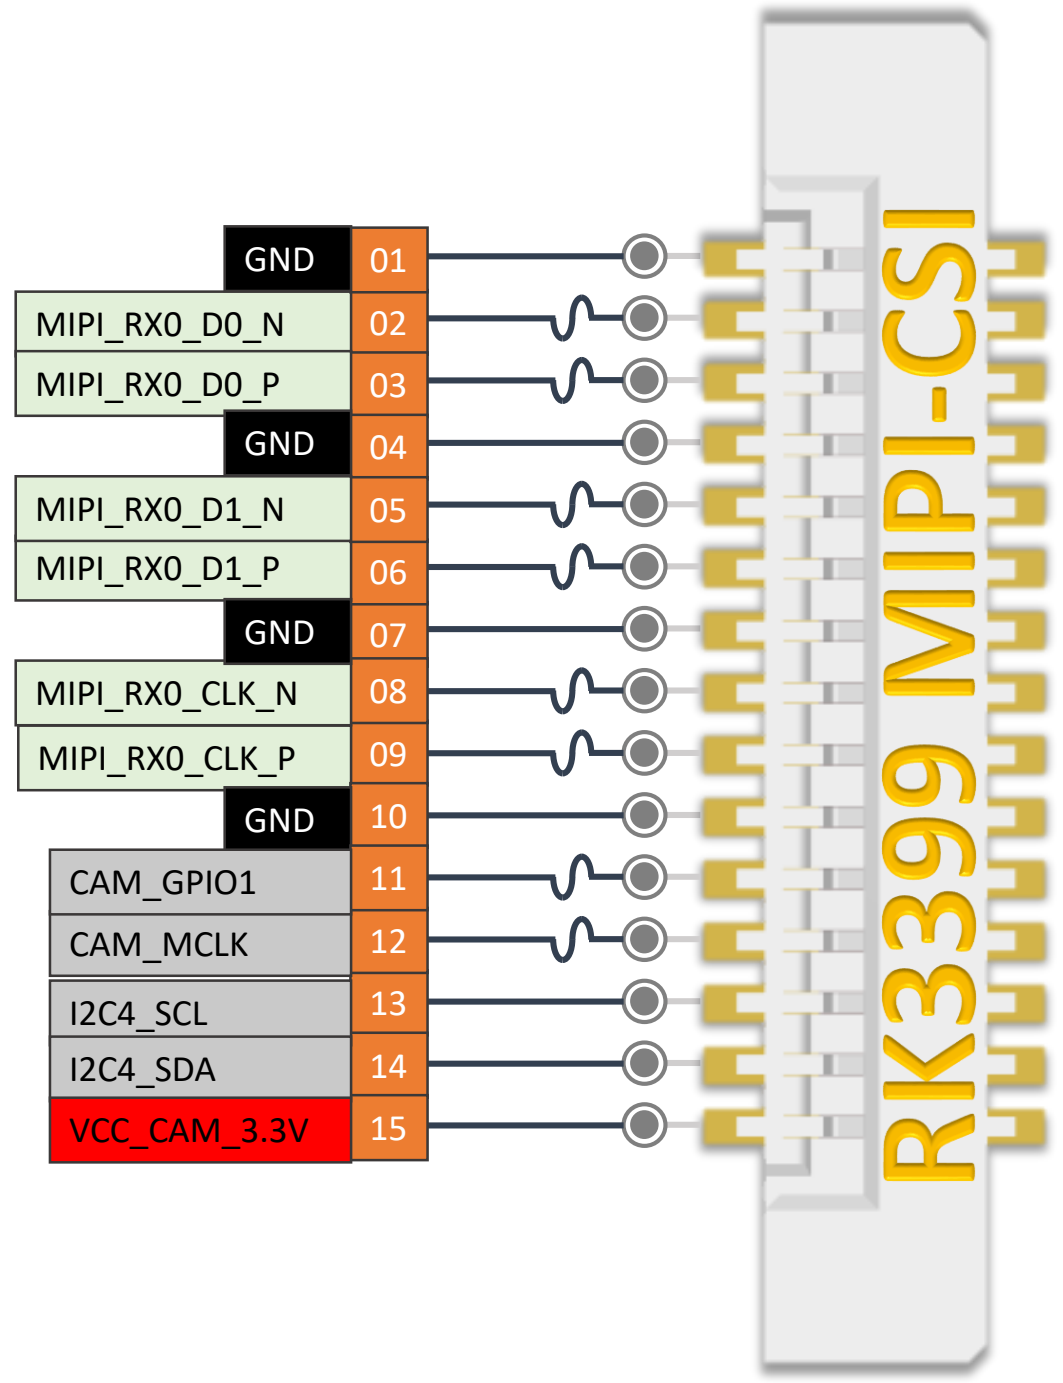 GND 01
MIPI_RX0_D0_N 02
MIPI_RX0_D0_P 03
GND 04
MIPI_RX0_D1_N 05
MIPI_RX0_D1_P 06
GND 07
MIPI_RX0_CLK_N 08
MIPI_RX0_CLK_P 09
GND 10
CAM_GPIO1 11
CAM_MCLK 12
I2C4_SCL 13
I2C4_SDA 14
VCC_CAM_3.3V 15
RK3399 MIPI-CSI